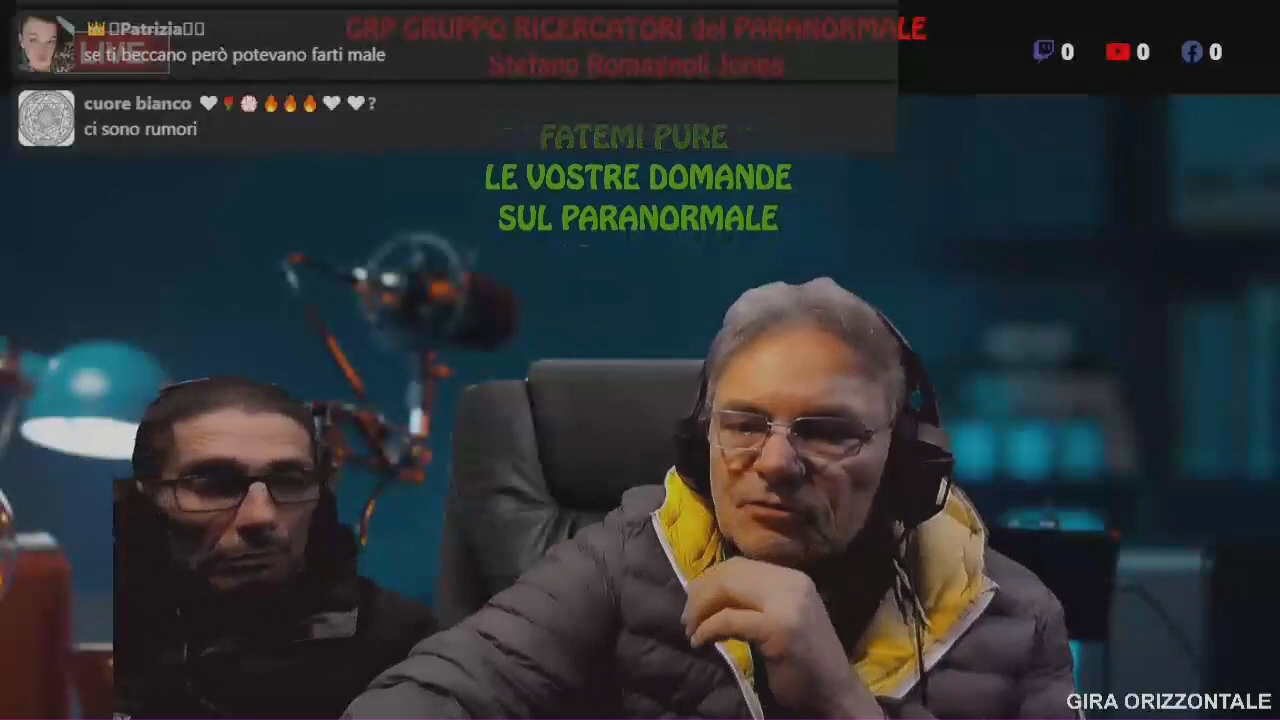 GRP GRUPPO RICERCATORI del PARANORMALE
Stefano Romagnoli Jones
LIVE
Patrizia
se ti beccano però potevano farti male
cuore bianco 🤍🌹🏐🔥🔥🔥🤍🤍?
ci sono rumori
0 0 0
FATEMI PURE
LE VOSTRE DOMANDE
SUL PARANORMALE
GIRA ORIZZONTALE